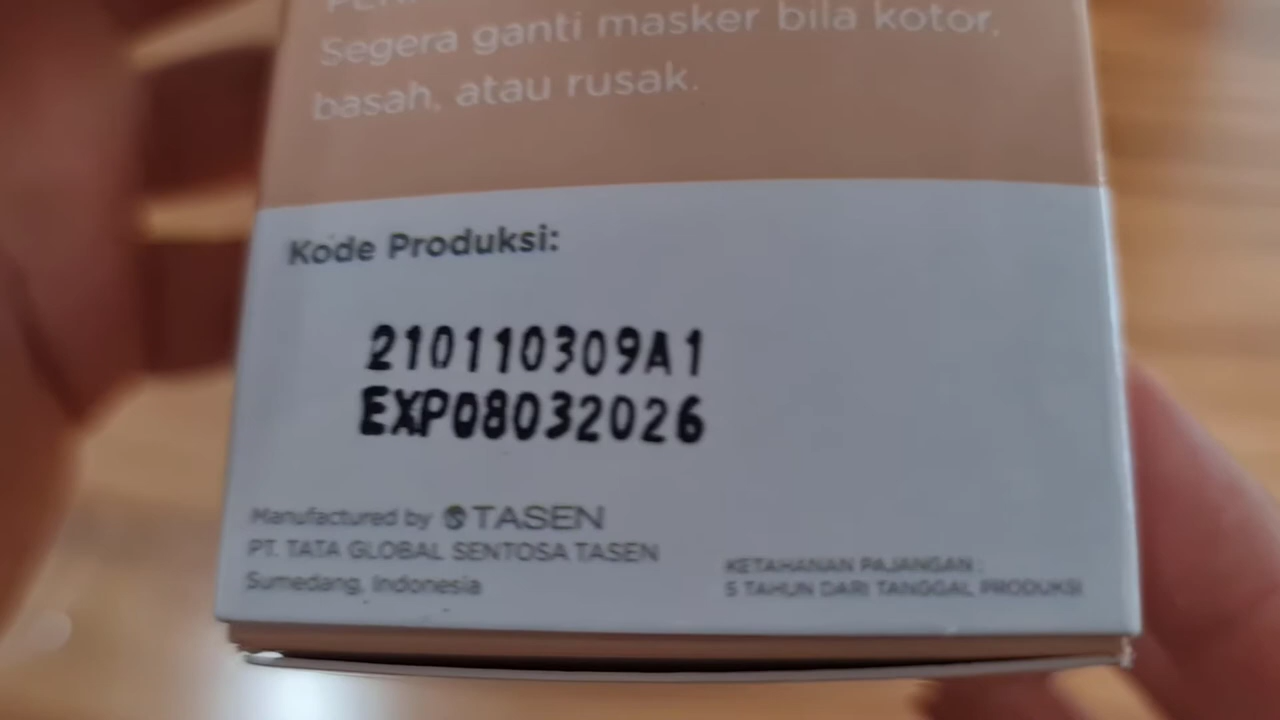 Segera ganti masker bila kotor,
basah, atau rusak.
Kode Produksi:
210110309A1
EXP08032026
Manufactured by TASEN
PT. TATA GLOBAL SENTOSA TASEN
Sumedang, Indonesia
KETAHANAN PAJANGAN :
5 TAHUN DARI TANGGAL PRODUKSI